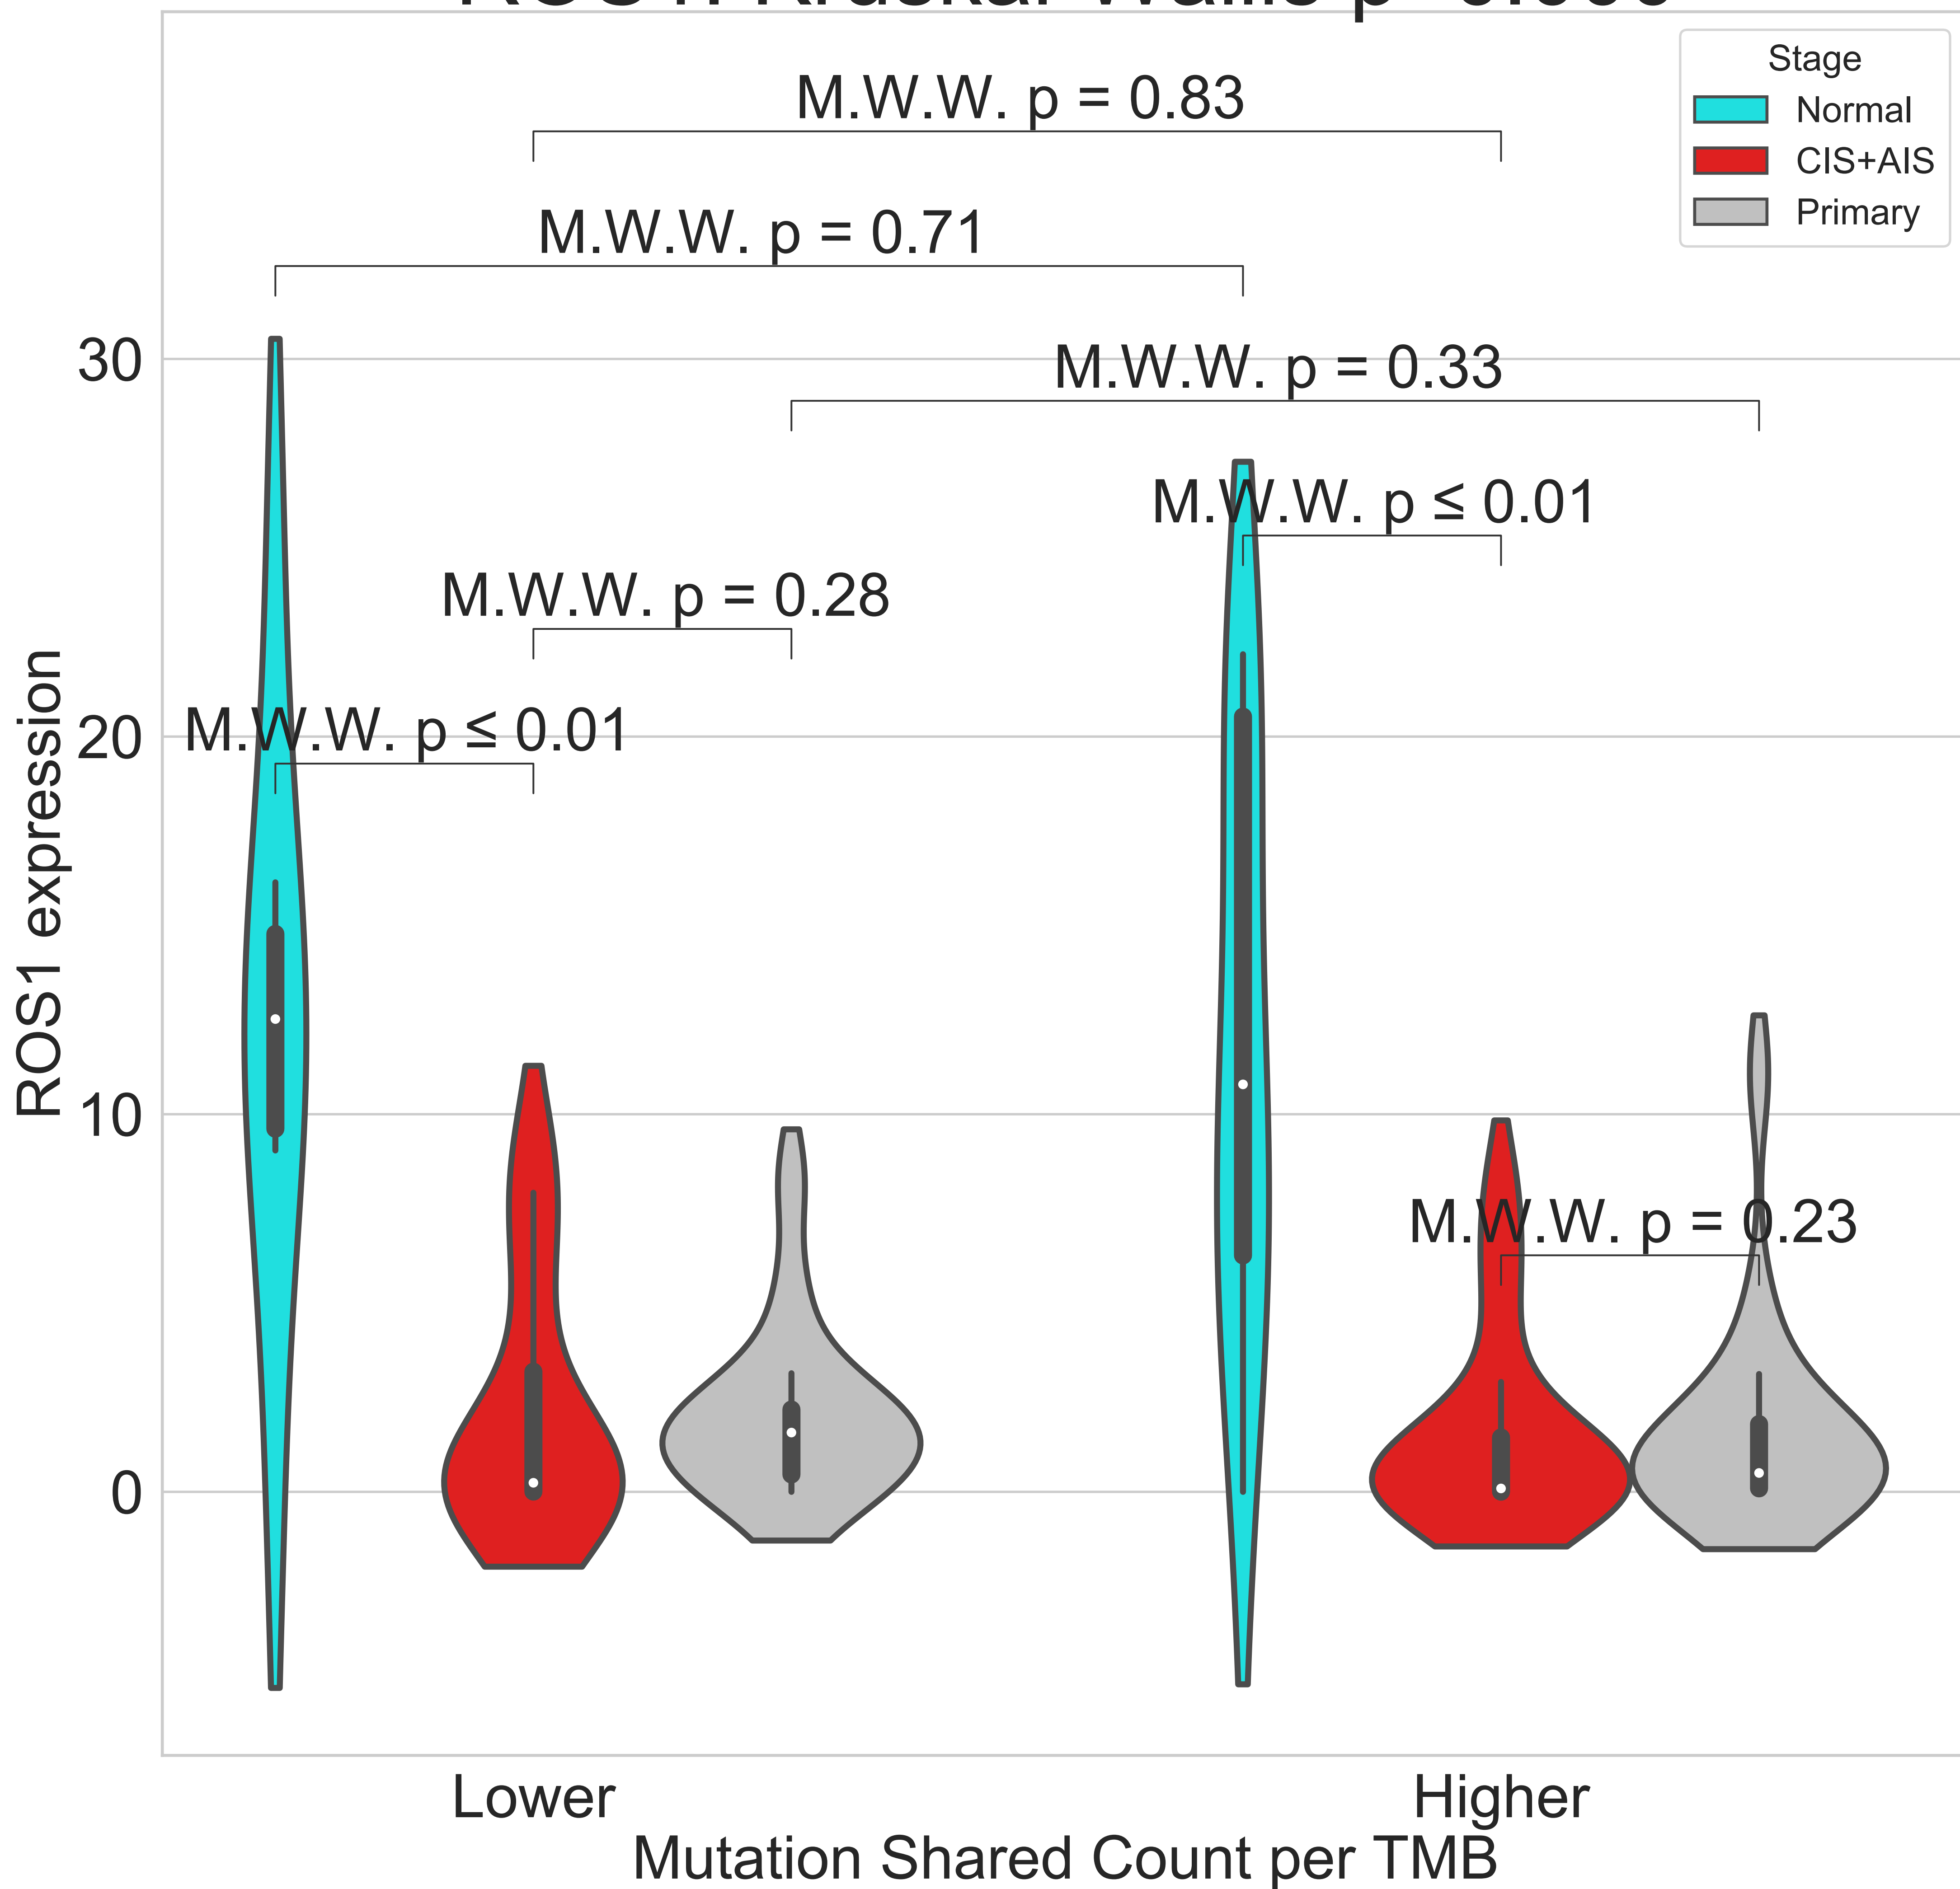 Stage
Normal
CIS+AIS
Primary
M.W.W. p = 0.83
M.W.W. p = 0.71
M.W.W. p = 0.33
M.W.W. p ≤ 0.01
M.W.W. p = 0.28
M.W.W. p ≤ 0.01
M.W.W. p = 0.23
30
20
10
0
ROS1 expression
Lower
Higher
Mutation Shared Count per TMB